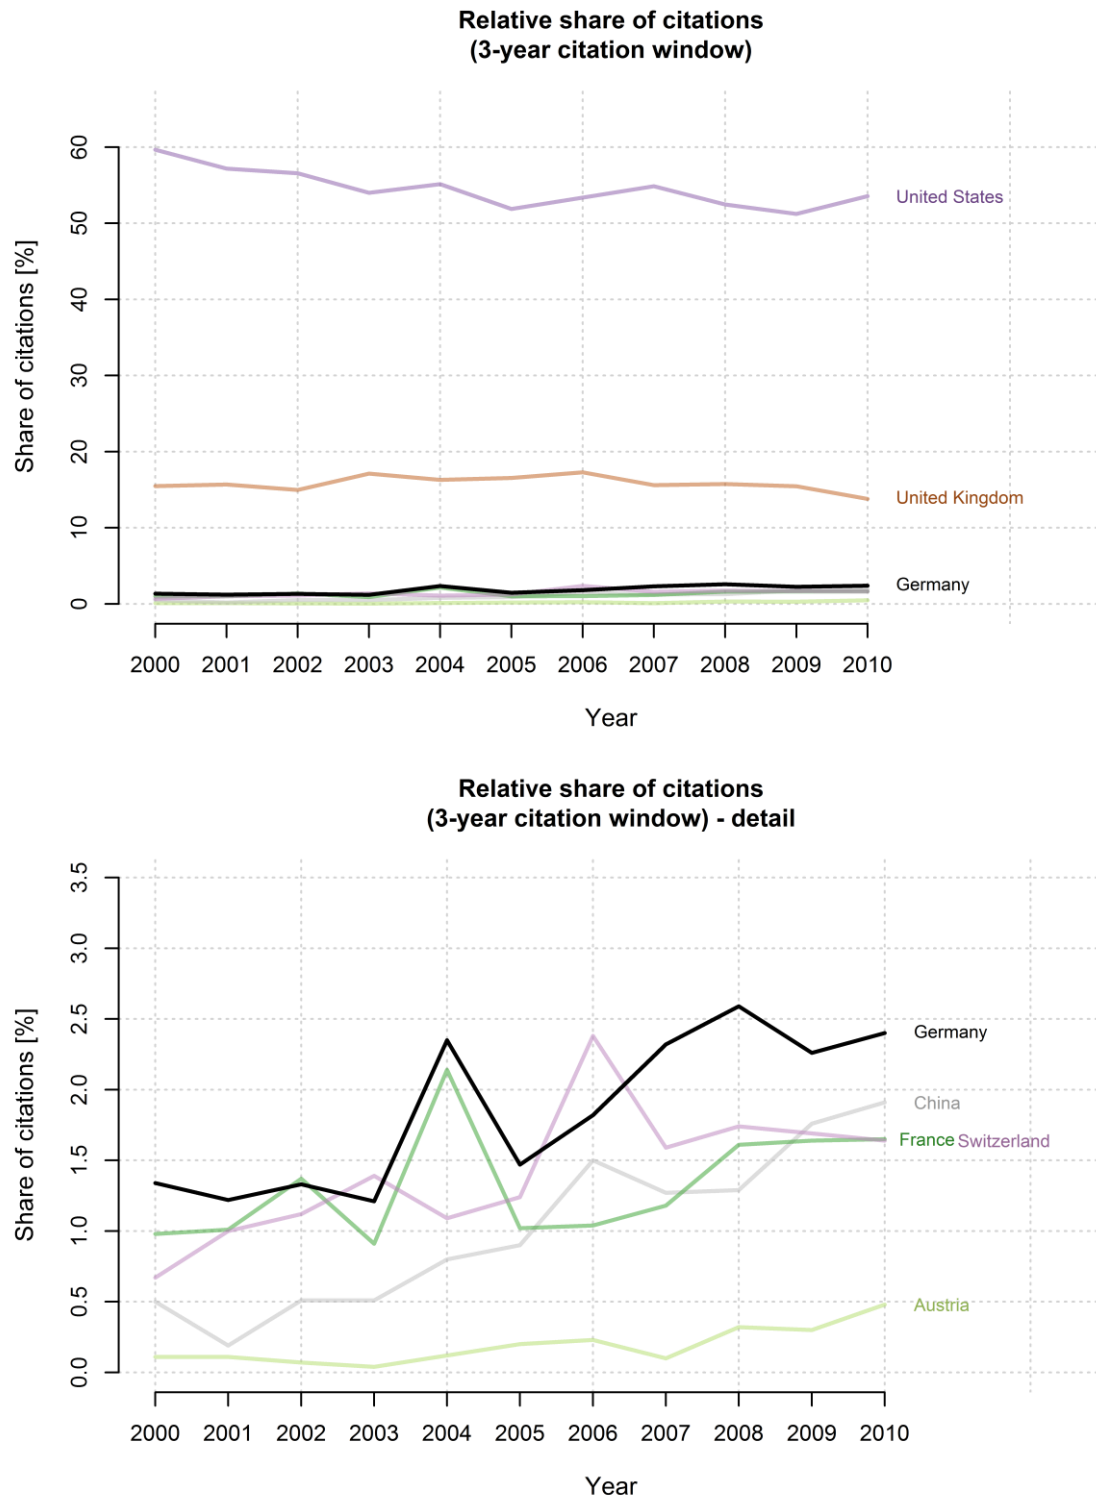 Relative share of citations
(3-year citation window)
Share of citations [%]
60
50
40
30
20
10
0
United States
United Kingdom
Germany
2000 2001 2002 2003 2004 2005 2006 2007 2008 2009 2010
Year
Relative share of citations
(3-year citation window) - detail
Share of citations [%]
3.5
3.0
2.5
2.0
1.5
1.0
0.5
0.0
Germany
China
France Switzerland
Austria
2000 2001 2002 2003 2004 2005 2006 2007 2008 2009 2010
Year